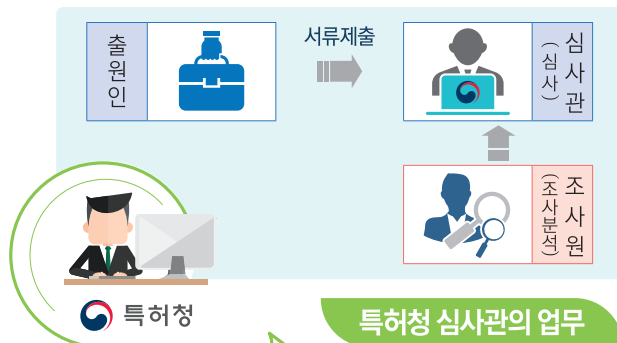 출원인
서류제출
심사관
(심사)
조사원
(조사분석)
특허청
특허청 심사관의 업무